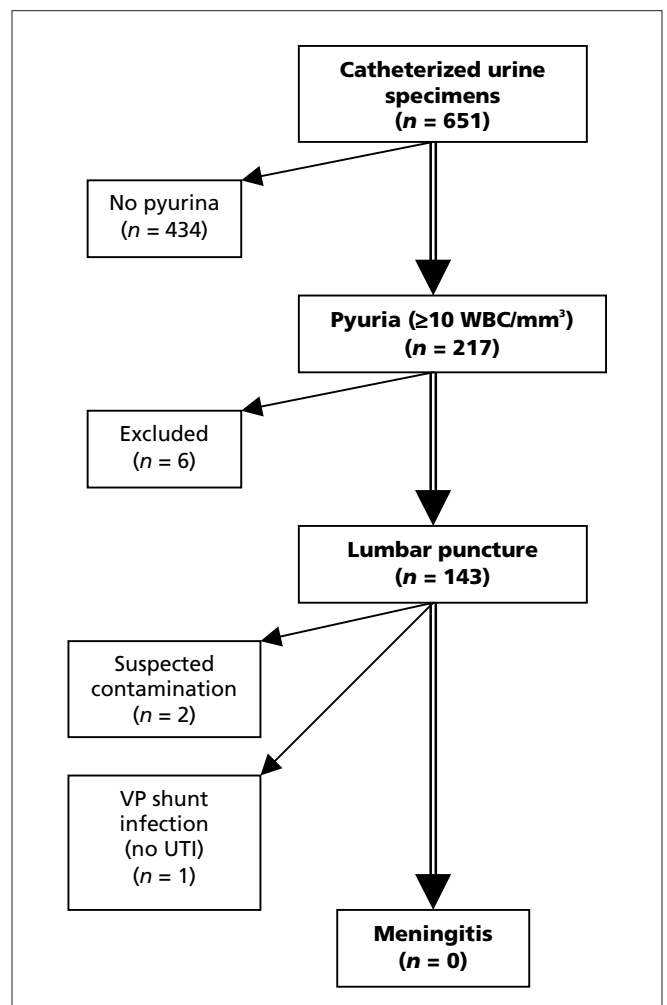 Catheterized urine
specimens
(n = 651)
No pyurina
(n = 434)
Pyuria (≥10 WBC/mm³)
(n = 217)
Excluded
(n = 6)
Lumbar puncture
(n = 143)
Suspected
contamination
(n = 2)
VP shunt
infection
(no UTI)
(n = 1)
Meningitis
(n = 0)